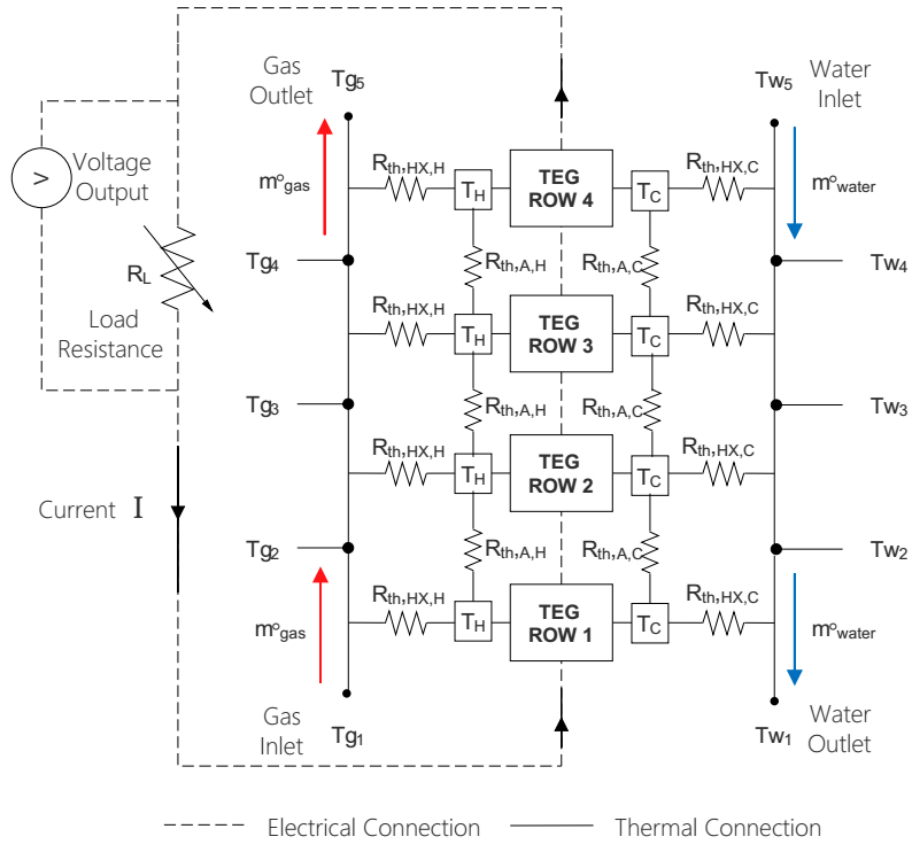 Gas
Outlet
Tg5
Tw5
Water
Inlet
V
Voltage
Output
m°gas
Rth,HX,H
TH
TEG
ROW 4
TC
Rth,HX,C
m°water
RL
Tg4
Rth,A,H
Rth,A,C
Tw4
Load
Resistance
Rth,HX,H
TH
TEG
ROW 3
TC
Rth,HX,C
Tg3
Rth,A,H
Rth,A,C
Tw3
Rth,HX,H
TH
TEG
ROW 2
TC
Rth,HX,C
Current I
Tg2
Rth,A,H
Rth,A,C
Tw2
Rth,HX,H
TH
TEG
ROW 1
TC
Rth,HX,C
m°gas
m°water
Gas
Inlet
Tg1
Tw1
Water
Outlet
Electrical Connection
Thermal Connection